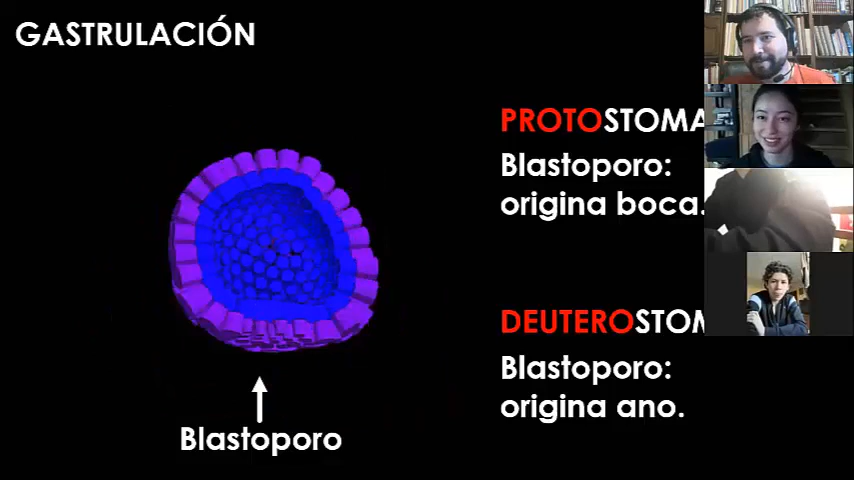 GASTRULACIÓN
PROTOSTOMA
Blastoporo:
origina boca.
DEUTEROSTOM
Blastoporo:
origina ano.
Blastoporo